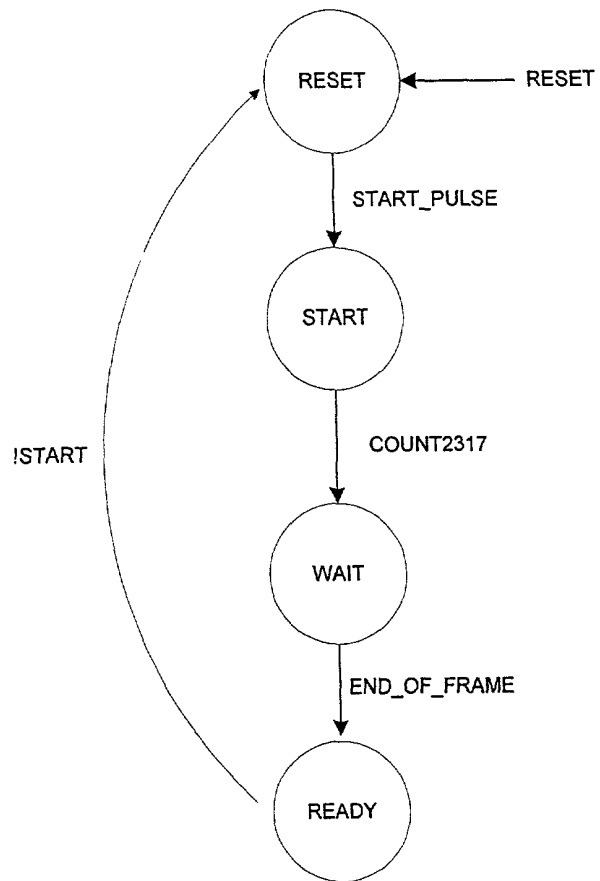 RESET
RESET
START_PULSE
START
COUNT2317
!START
WAIT
END_OF_FRAME
READY